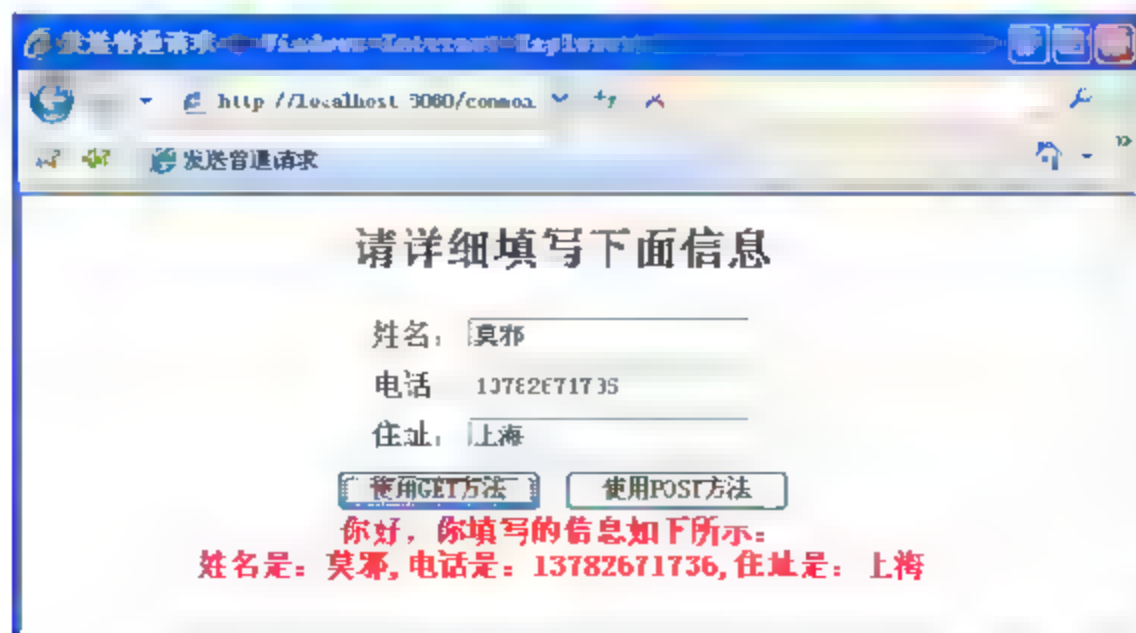 发送普通请求 - Windows Internet Explorer
http //localhost 8080/common
发送普通请求
请详细填写下面信息
姓名：莫邪
电话 13782671736
住址：上海
使用GET方法 使用POST方法
你好，你填写的信息如下所示：
姓名是：莫邪,电话是：13782671736,住址是：上海